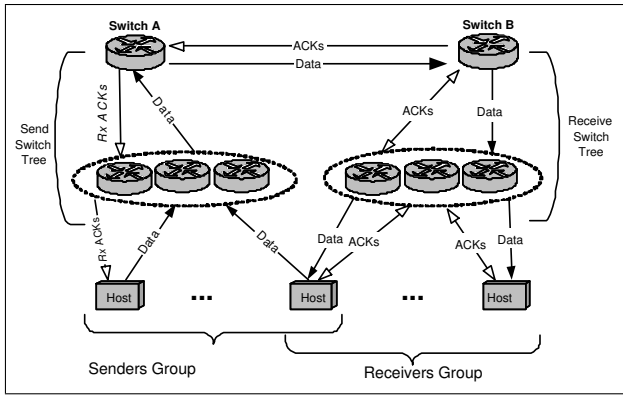 Switch A
Switch B
ACKs
Data
Rx ACKs
Data
ACKs
Data
Send
Switch
Tree
Receive
Switch
Tree
Rx ACKs
Data
Data
Data
ACKs
ACKs
Data
Host
...
Host
...
Host
Senders Group
Receivers Group